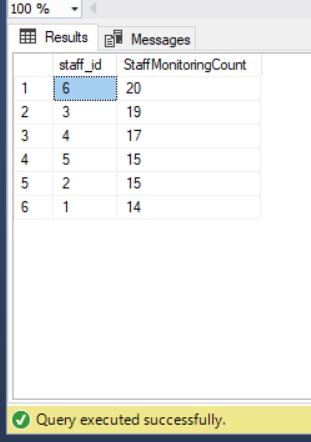 100 %
Results Messages
staff_id StaffMonitoringCount
1 6 20
2 3 19
3 4 17
4 5 15
5 2 15
6 1 14
Query executed successfully.